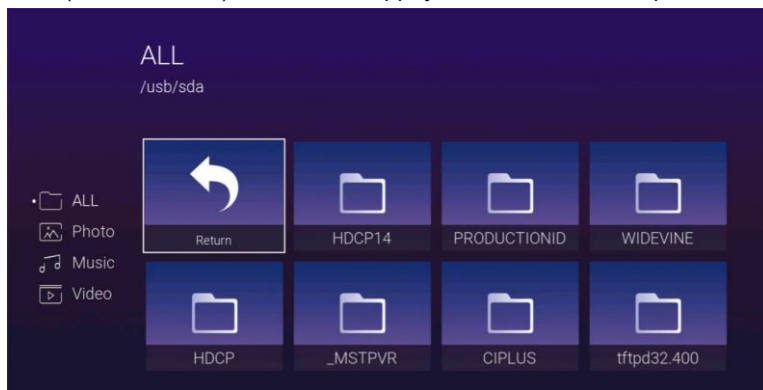 ALL
/usb/sda
ALL
Photo
Music
Video
Return
HDCP14
PRODUCTIONID
WIDEVINE
HDCP
_MSTPVR
CIPLUS
tftpd32.400